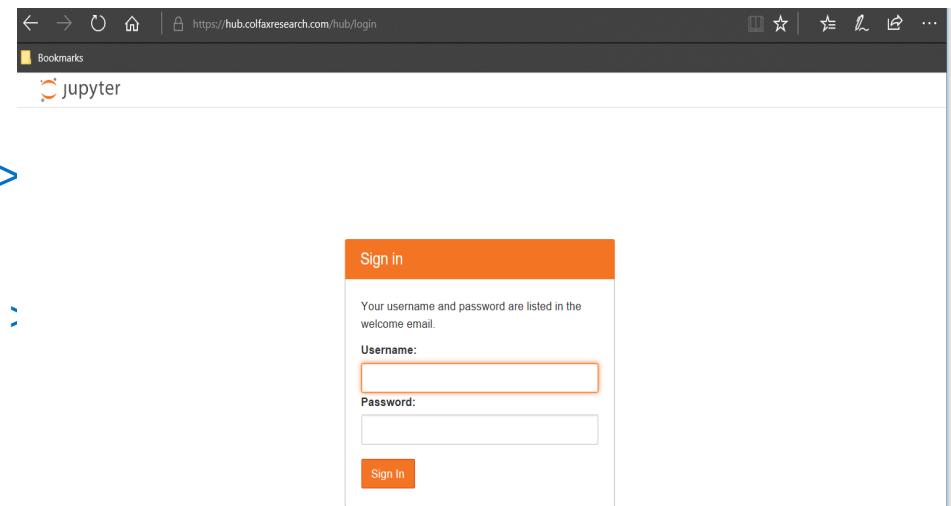 https://hub.colfaxresearch.com/hub/login
Bookmarks
jupyter
>
>
Sign in
Your username and password are listed in the
welcome email.
Username:
Password:
Sign In